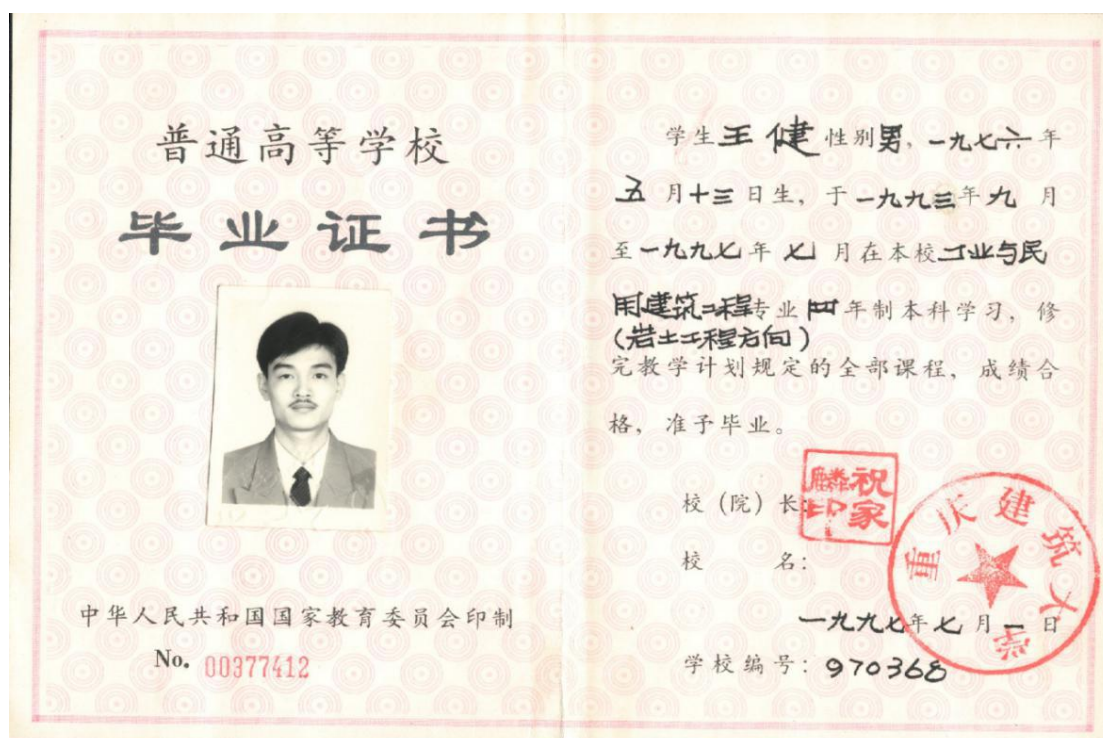 普通高等学校
毕业证书
中华人民共和国国家教育委员会印制
No. 00377412
学生王健性别男，一九七六年
五月十三日生，于一九九三年九月
至一九九七年七月在本校工业与民
用建筑工程专业四年制本科学习，修
（岩土工程方向）
完教学计划规定的全部课程，成绩合
格，准予毕业。
校（院）长：
祝家麟印
校名：
重庆建筑大学
一九九七年七月一日
学校编号：970368